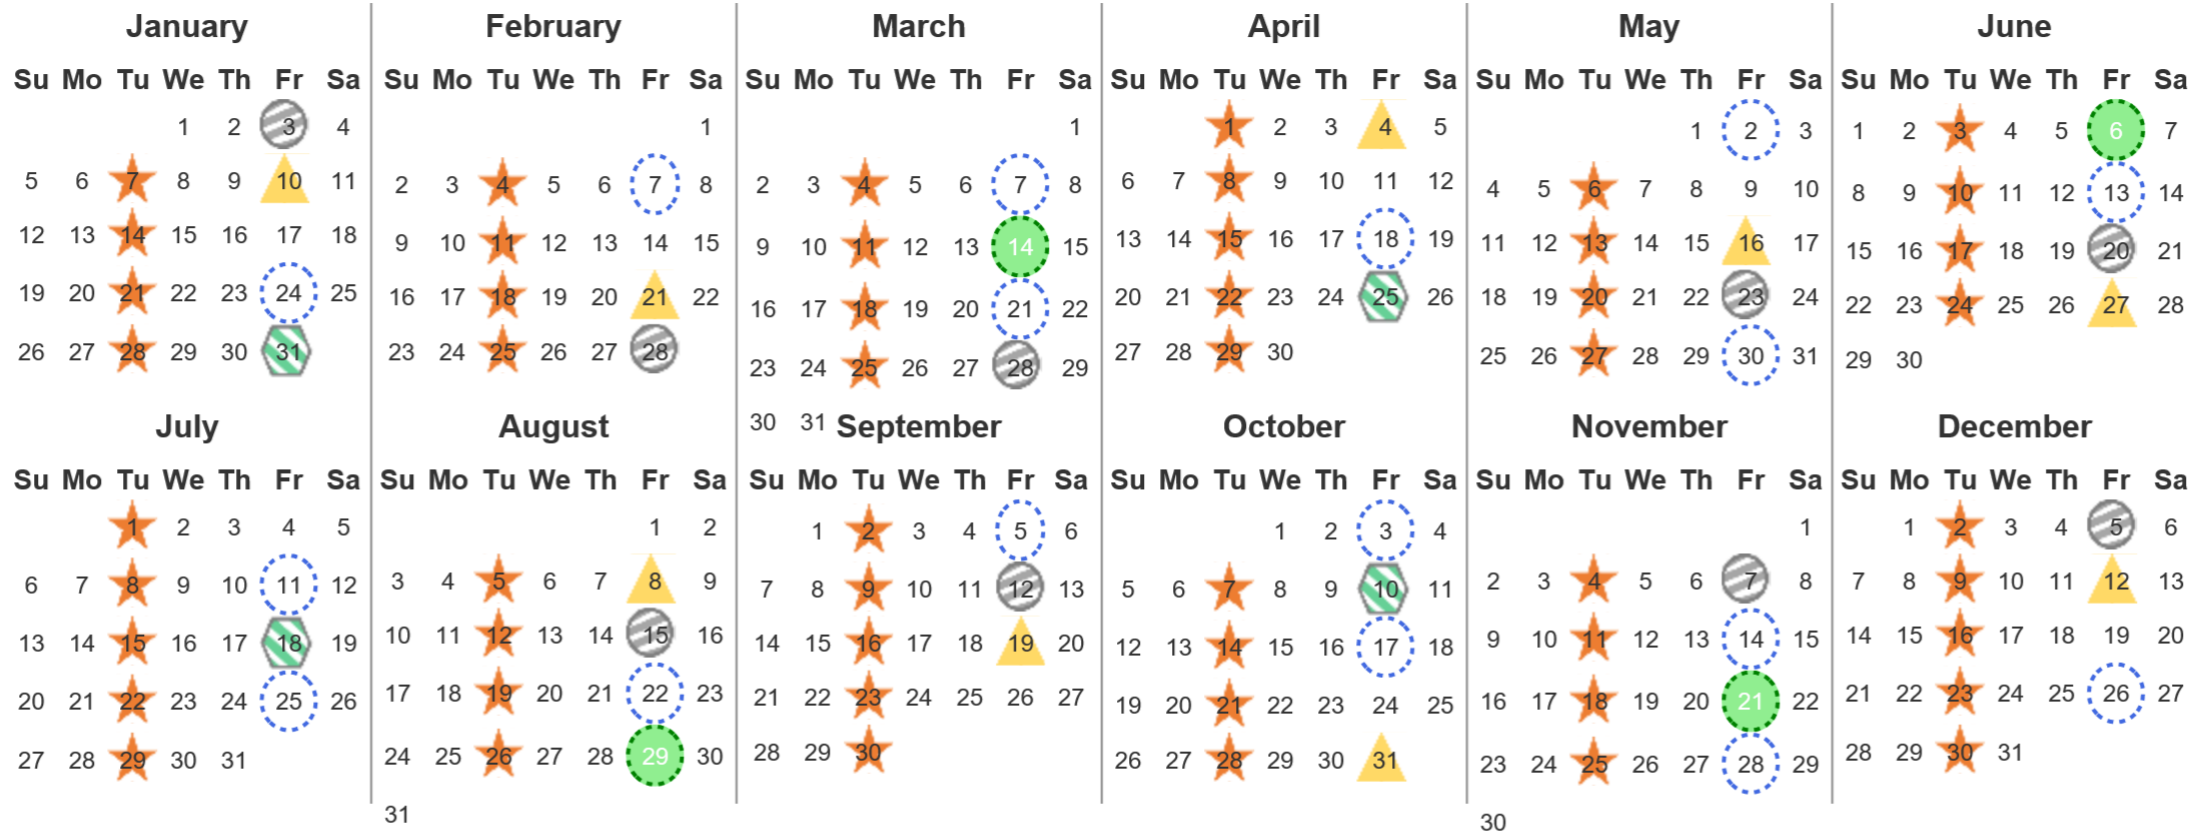 January
Su Mo Tu We Th Fr Sa
1 2 3 4
5 6 7 8 9 10 11
12 13 14 15 16 17 18
19 20 21 22 23 24 25
26 27 28 29 30 31
February
Su Mo Tu We Th Fr Sa
1
2 3 4 5 6 7 8
9 10 11 12 13 14 15
16 17 18 19 20 21 22
23 24 25 26 27 28
March
Su Mo Tu We Th Fr Sa
1
2 3 4 5 6 7 8
9 10 11 12 13 14 15
16 17 18 19 20 21 22
23 24 25 26 27 28 29
30 31
April
Su Mo Tu We Th Fr Sa
1 2 3 4 5
6 7 8 9 10 11 12
13 14 15 16 17 18 19
20 21 22 23 24 25 26
27 28 29 30
May
Su Mo Tu We Th Fr Sa
1 2 3
4 5 6 7 8 9 10
11 12 13 14 15 16 17
18 19 20 21 22 23 24
25 26 27 28 29 30 31
June
Su Mo Tu We Th Fr Sa
1 2 3 4 5 6 7
8 9 10 11 12 13 14
15 16 17 18 19 20 21
22 23 24 25 26 27 28
29 30
July
Su Mo Tu We Th Fr Sa
1 2 3 4 5
6 7 8 9 10 11 12
13 14 15 16 17 18 19
20 21 22 23 24 25 26
27 28 29 30 31
August
Su Mo Tu We Th Fr Sa
1 2
3 4 5 6 7 8 9
10 11 12 13 14 15 16
17 18 19 20 21 22 23
24 25 26 27 28 29 30
31
September
Su Mo Tu We Th Fr Sa
1 2 3 4 5 6
7 8 9 10 11 12 13
14 15 16 17 18 19 20
21 22 23 24 25 26 27
28 29 30
October
Su Mo Tu We Th Fr Sa
1 2 3 4
5 6 7 8 9 10 11
12 13 14 15 16 17 18
19 20 21 22 23 24 25
26 27 28 29 30 31
November
Su Mo Tu We Th Fr Sa
1
2 3 4 5 6 7 8
9 10 11 12 13 14 15
16 17 18 19 20 21 22
23 24 25 26 27 28 29
30
December
Su Mo Tu We Th Fr Sa
1 2 3 4 5 6
7 8 9 10 11 12 13
14 15 16 17 18 19 20
21 22 23 24 25 26 27
28 29 30 31